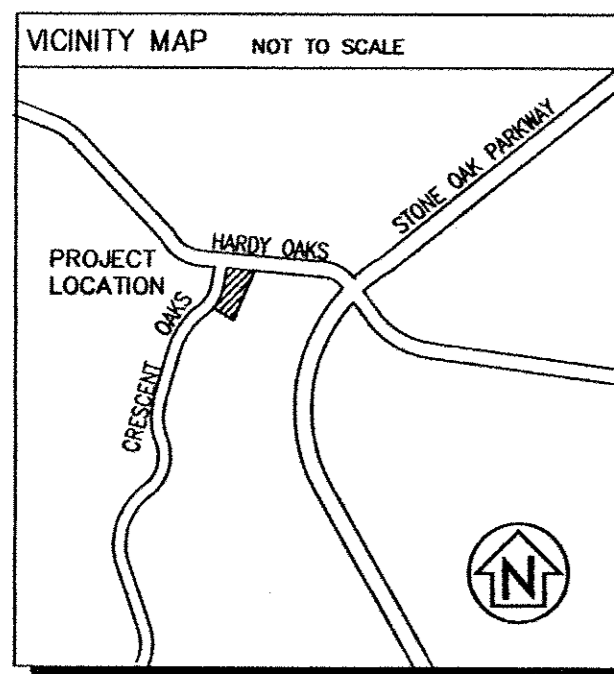 VICINITY MAP NOT TO SCALE
STONE OAK PARKWAY
HARDY OAKS
PROJECT
LOCATION
CRESCENT OAKS
N